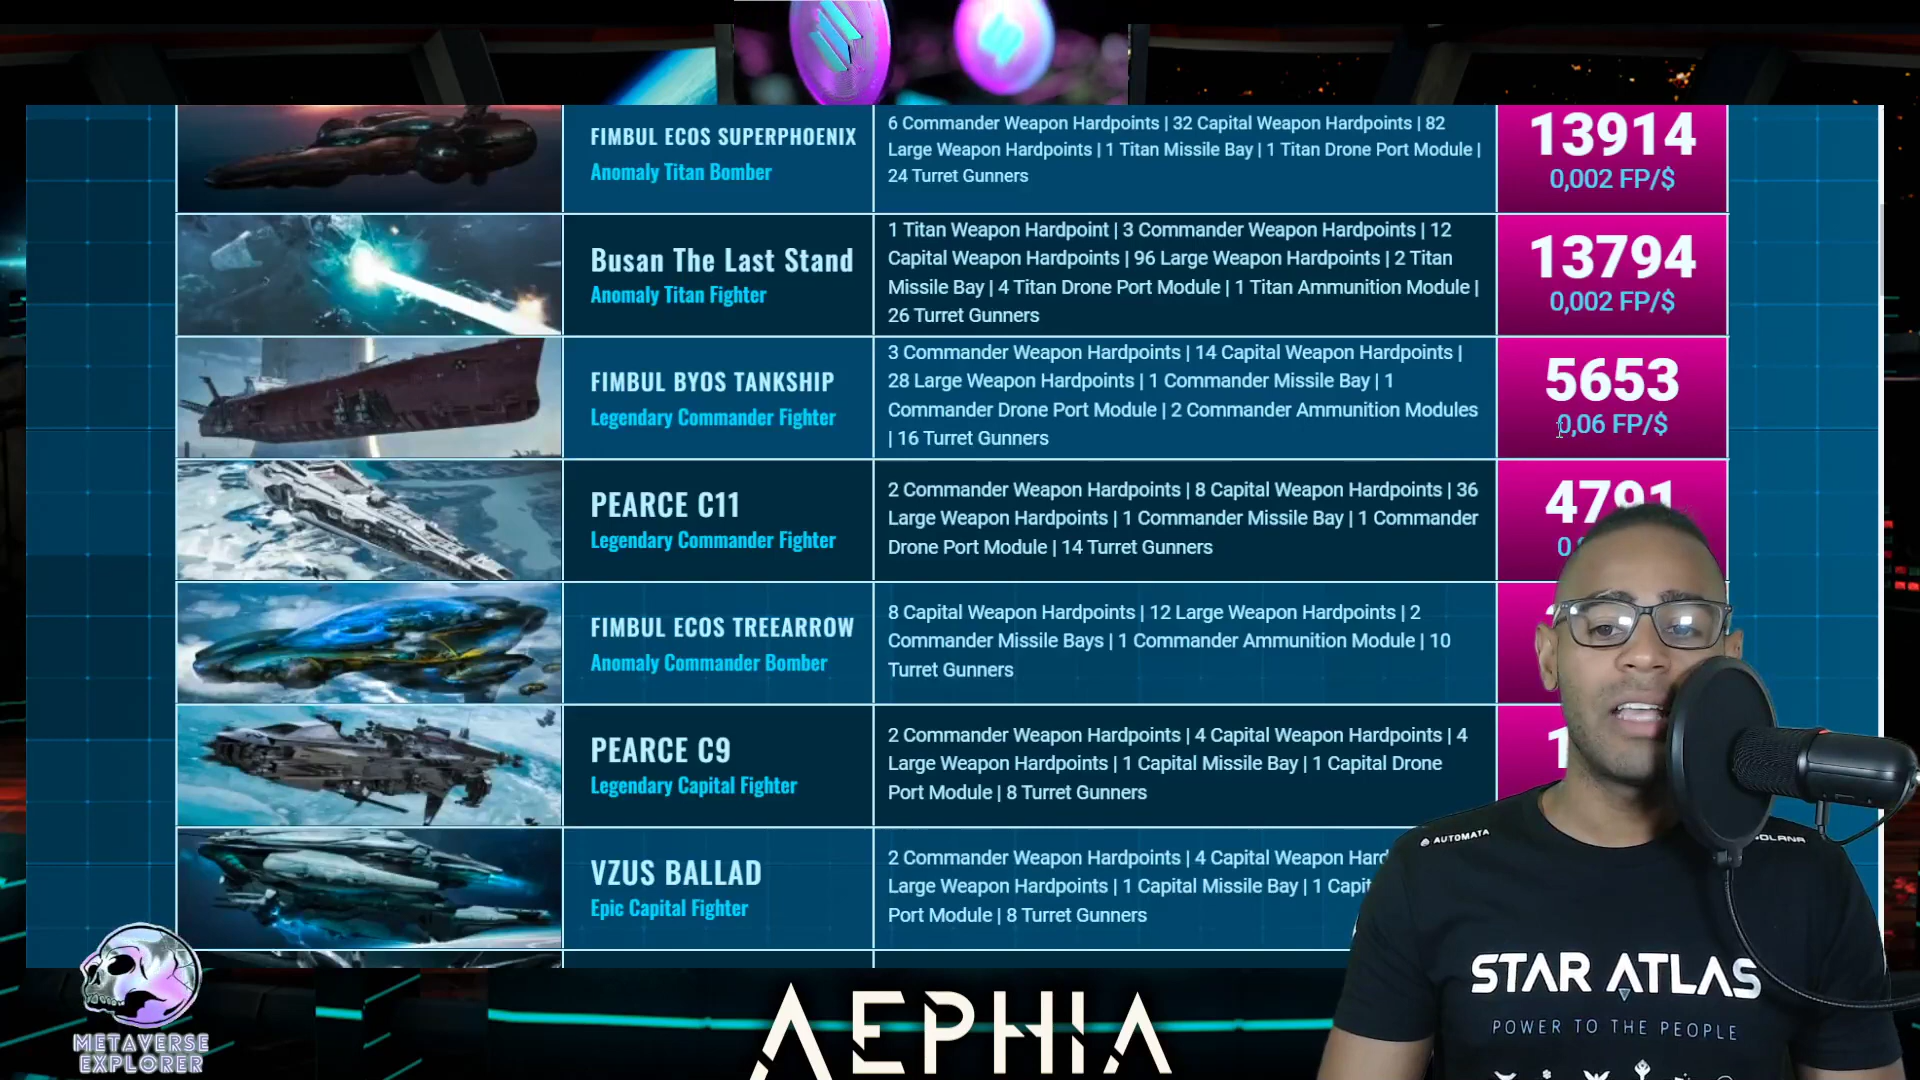 FIMBUL ECOS SUPERPHOENIX
Anomaly Titan Bomber
6 Commander Weapon Hardpoints | 32 Capital Weapon Hardpoints | 82
Large Weapon Hardpoints | 1 Titan Missile Bay | 1 Titan Drone Port Module |
24 Turret Gunners
13914
0,002 FP/$
Busan The Last Stand
Anomaly Titan Fighter
1 Titan Weapon Hardpoint | 3 Commander Weapon Hardpoints | 12
Capital Weapon Hardpoints | 96 Large Weapon Hardpoints | 2 Titan
Missile Bay | 4 Titan Drone Port Module | 1 Titan Ammunition Module |
26 Turret Gunners
13794
0,002 FP/$
FIMBUL BYOS TANKSHIP
Legendary Commander Fighter
3 Commander Weapon Hardpoints | 14 Capital Weapon Hardpoints |
28 Large Weapon Hardpoints | 1 Commander Missile Bay | 1
Commander Drone Port Module | 2 Commander Ammunition Modules
| 16 Turret Gunners
5653
0,06 FP/$
PEARCE C11
Legendary Commander Fighter
2 Commander Weapon Hardpoints | 8 Capital Weapon Hardpoints | 36
Large Weapon Hardpoints | 1 Commander Missile Bay | 1 Commander
Drone Port Module | 14 Turret Gunners
4791
FIMBUL ECOS TREEARROW
Anomaly Commander Bomber
8 Capital Weapon Hardpoints | 12 Large Weapon Hardpoints | 2
Commander Missile Bays | 1 Commander Ammunition Module | 10
Turret Gunners
PEARCE C9
Legendary Capital Fighter
2 Commander Weapon Hardpoints | 4 Capital Weapon Hardpoints | 4
Large Weapon Hardpoints | 1 Capital Missile Bay | 1 Capital Drone
Port Module | 8 Turret Gunners
VZUS BALLAD
Epic Capital Fighter
2 Commander Weapon Hardpoints | 4 Capital Weapon
Large Weapon Hardpoints | 1 Capital Missile Bay | 1
Port Module | 8 Turret Gunners
AUTOMATA
STAR ATLAS
POWER TO THE PEOPLE
METAVERSE
EXPLORER
AEPHIA